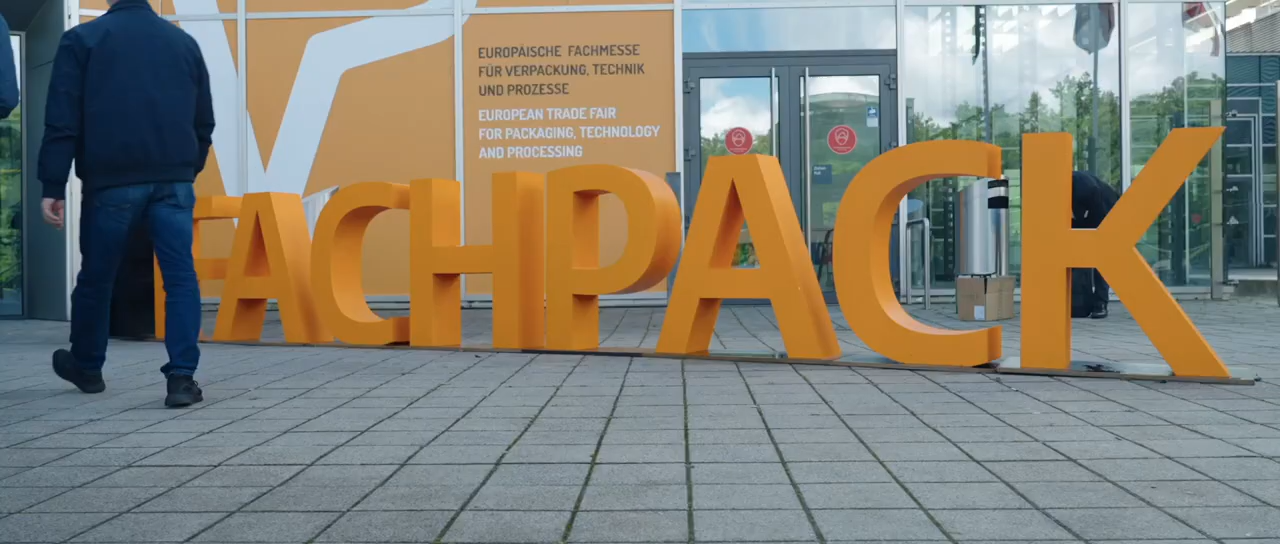 EUROPÄISCHE FACHMESSE
FÜR VERPACKUNG, TECHNIK
UND PROZESSE
EUROPEAN TRADE FAIR
FOR PACKAGING, TECHNOLOGY
AND PROCESSING
FACHPACK